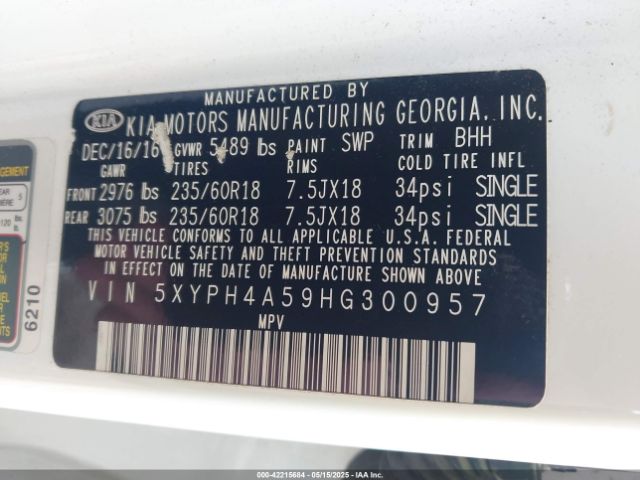 MANUFACTURED BY
KIA KIA MOTORS MANUFACTURING GEORGIA, INC.
DEC/16/16 GVWR 5489 lbs PAINT SWP TRIM BHH
GAWR TIRES RIMS COLD TIRE INFL
FRONT 2976 lbs 235/60R18 7.5JX18 34psi SINGLE
REAR 3075 lbs 235/60R18 7.5JX18 34psi SINGLE
THIS VEHICLE CONFORMS TO ALL APPLICABLE U.S.A. FEDERAL
MOTOR VEHICLE SAFETY AND THEFT PREVENTION STANDARDS
IN EFFECT ON THE DATE OF MANUFACTURE SHOWN ABOVE.
VIN 5XYPH4A59HG300957
MPV
6210
000-42215684 - 05/15/2025 - IAA Inc.